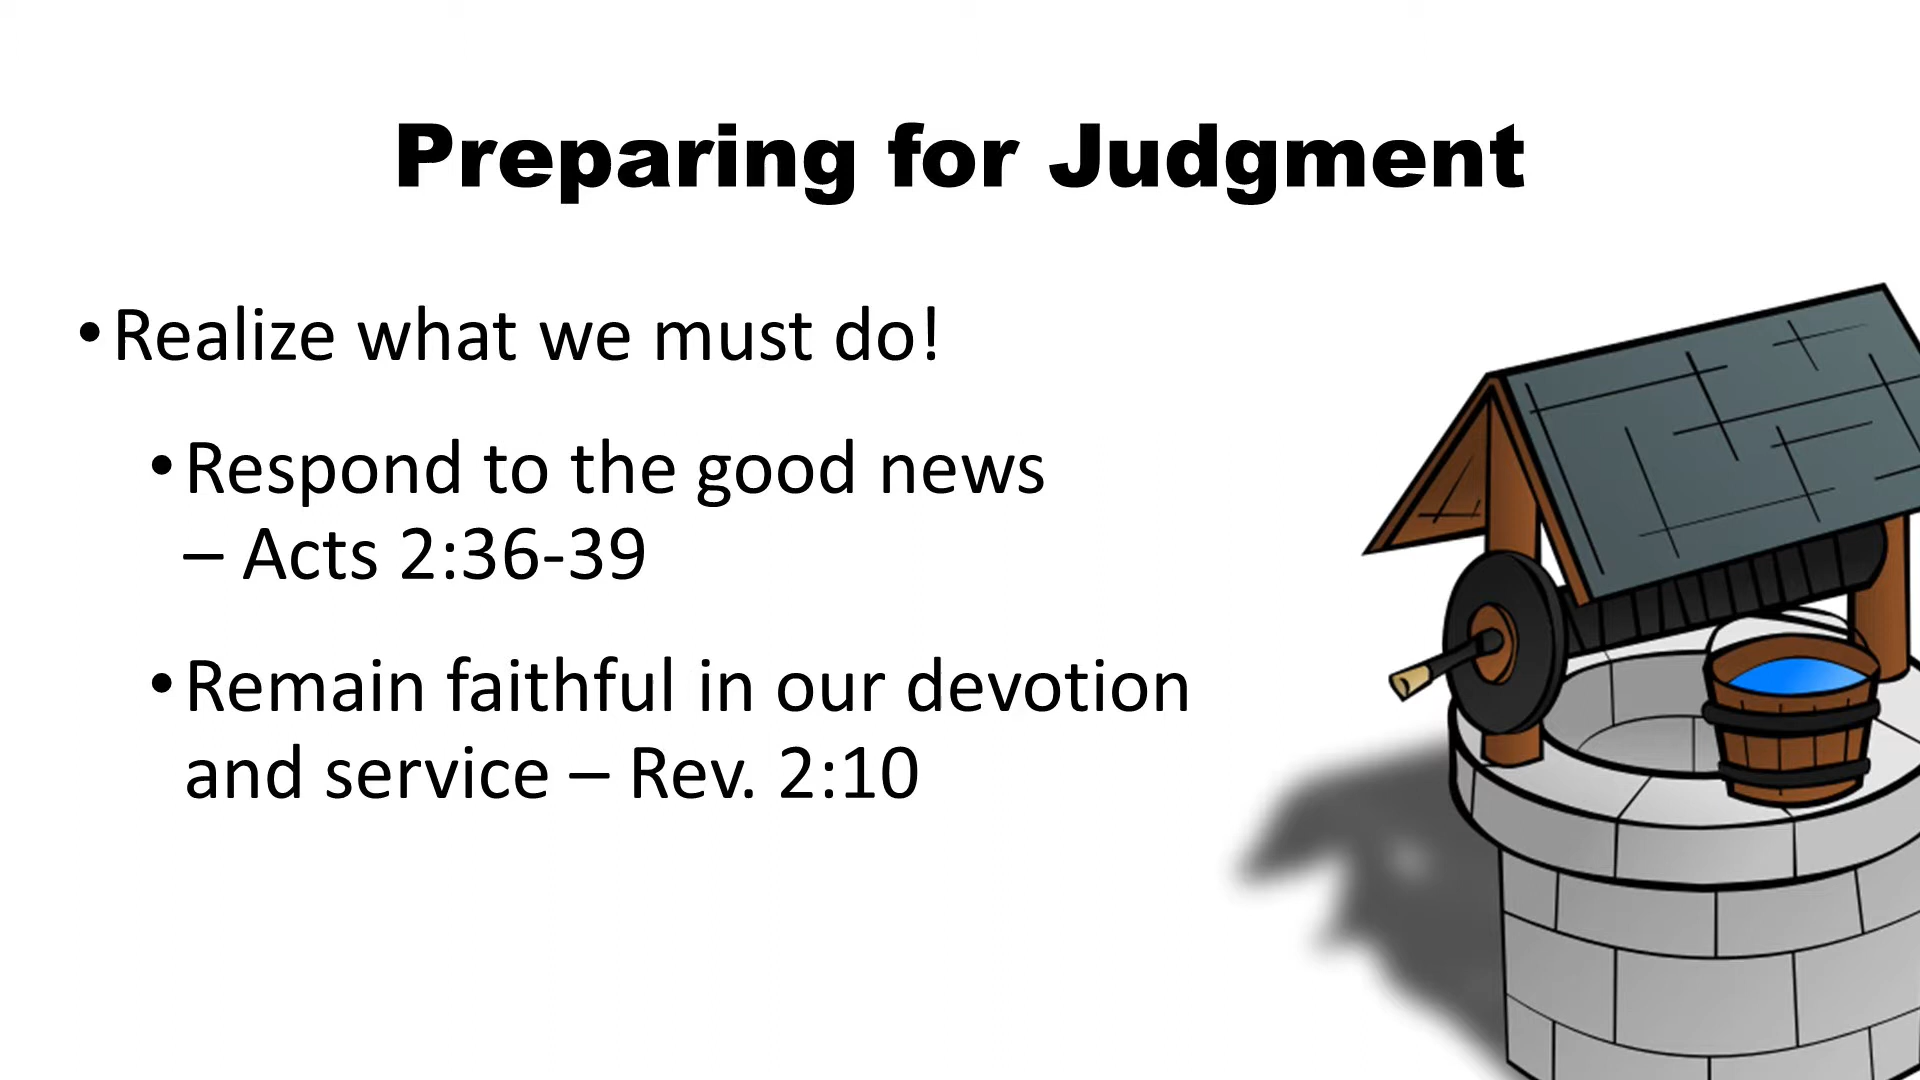 Preparing for Judgment
•Realize what we must do!
•Respond to the good news
– Acts 2:36-39
•Remain faithful in our devotion
and service – Rev. 2:10